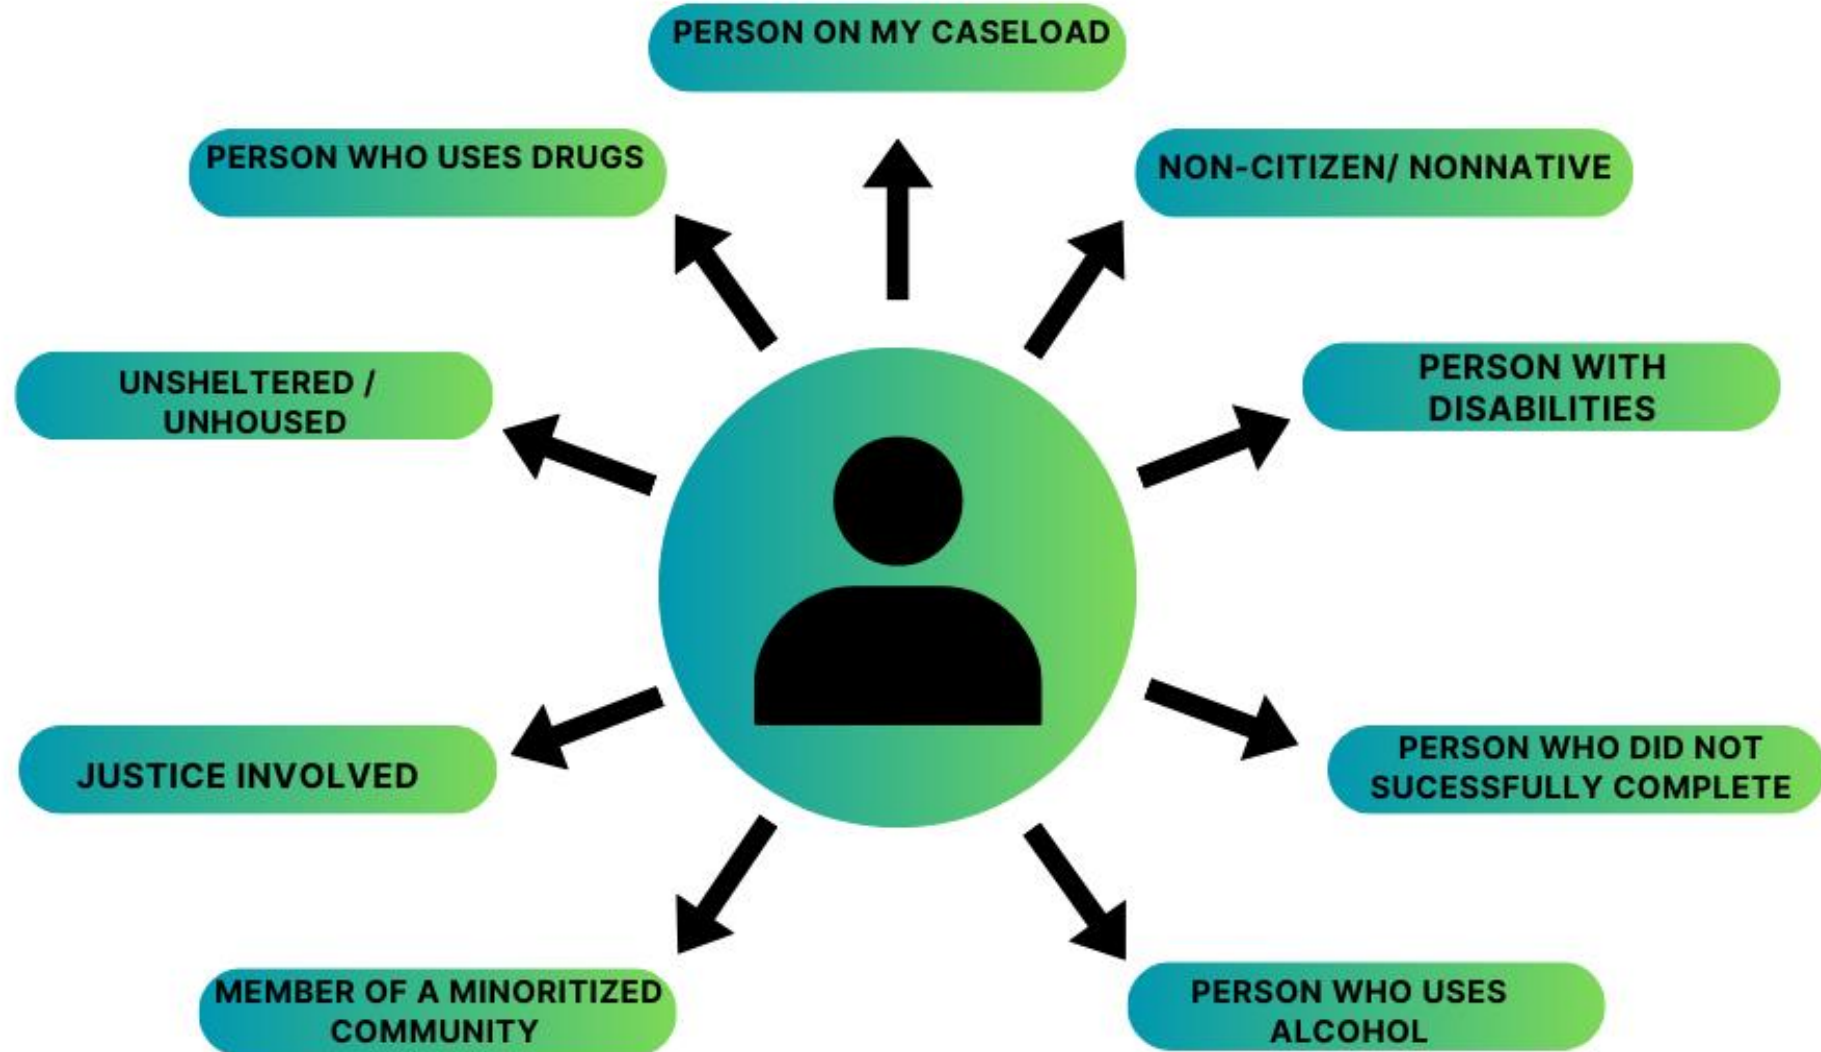 PERSON ON MY CASELOAD
PERSON WHO USES DRUGS
NON-CITIZEN/ NONNATIVE
UNSHELTERED /
UNHOUSED
PERSON WITH
DISABILITIES
JUSTICE INVOLVED
PERSON WHO DID NOT
SUCESSFULLY COMPLETE
MEMBER OF A MINORITIZED
COMMUNITY
PERSON WHO USES
ALCOHOL